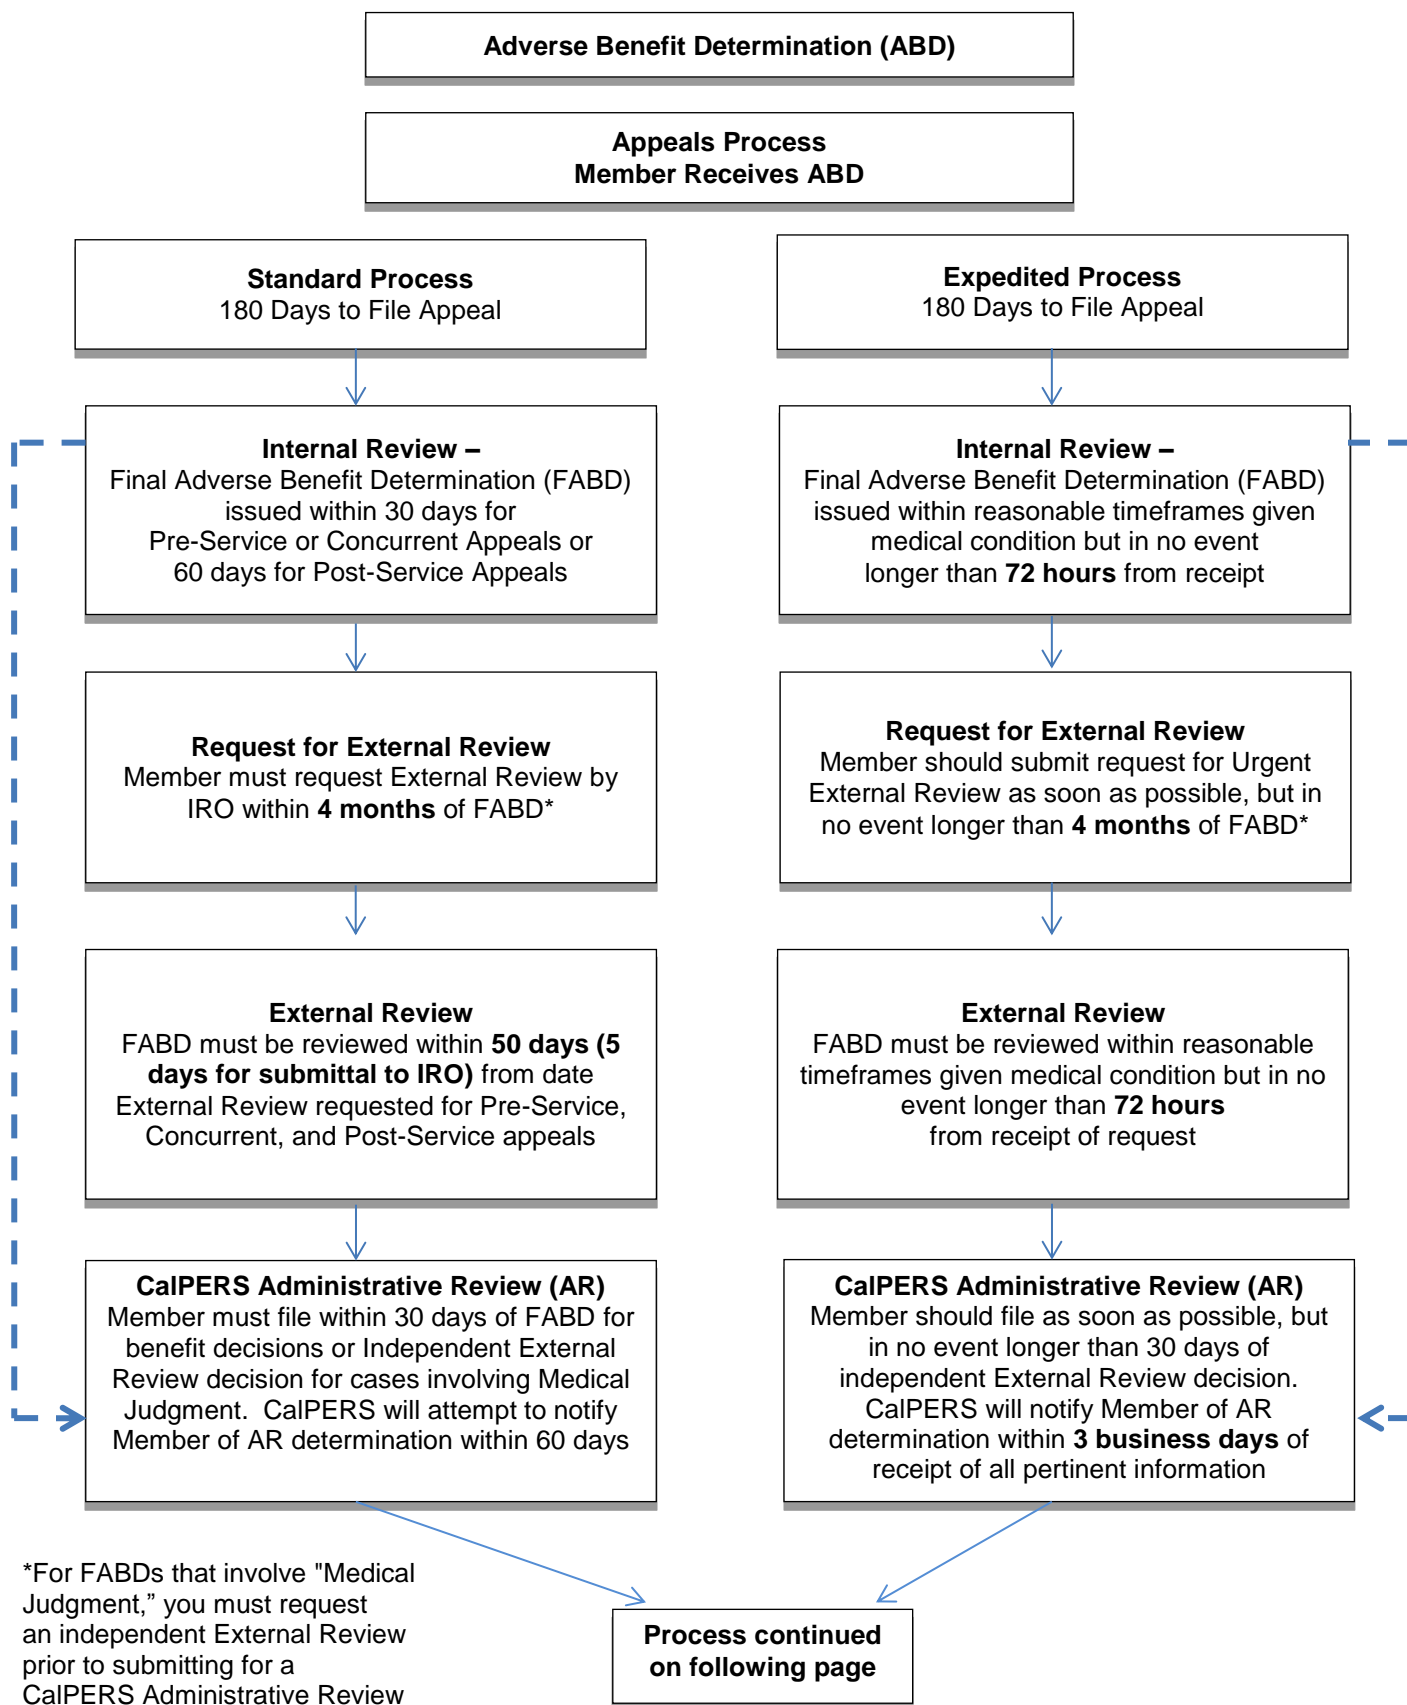 Adverse Benefit Determination (ABD)
Appeals Process
Member Receives ABD
Standard Process
180 Days to File Appeal
Expedited Process
180 Days to File Appeal
Internal Review –
Final Adverse Benefit Determination (FABD)
issued within 30 days for
Pre-Service or Concurrent Appeals or
60 days for Post-Service Appeals
Internal Review –
Final Adverse Benefit Determination (FABD)
issued within reasonable timeframes given
medical condition but in no event
longer than 72 hours from receipt
Request for External Review
Member must request External Review by
IRO within 4 months of FABD*
Request for External Review
Member should submit request for Urgent
External Review as soon as possible, but in
no event longer than 4 months of FABD*
External Review
FABD must be reviewed within 50 days (5
days for submittal to IRO) from date
External Review requested for Pre-Service,
Concurrent, and Post-Service appeals
External Review
FABD must be reviewed within reasonable
timeframes given medical condition but in no
event longer than 72 hours
from receipt of request
CalPERS Administrative Review (AR)
Member must file within 30 days of FABD for
benefit decisions or Independent External
Review decision for cases involving Medical
Judgment.  CalPERS will attempt to notify
Member of AR determination within 60 days
CalPERS Administrative Review (AR)
Member should file as soon as possible, but
in no event longer than 30 days of
independent External Review decision.
CalPERS will notify Member of AR
determination within 3 business days of
receipt of all pertinent information
*For FABDs that involve "Medical
Judgment,” you must request
an independent External Review
prior to submitting for a
CalPERS Administrative Review
Process continued
on following page